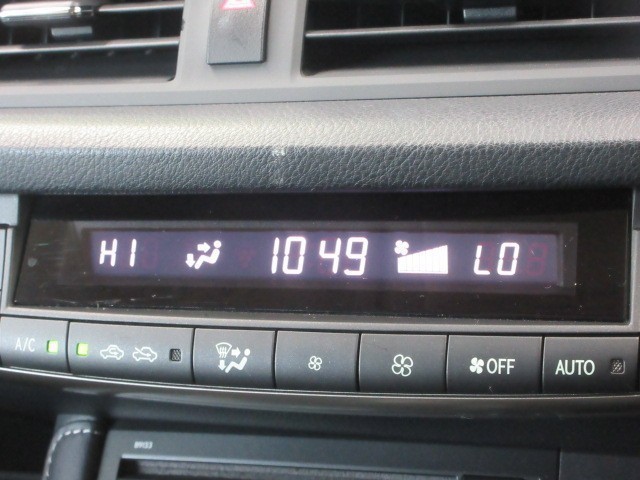 HI 1049 LO
A/C OFF AUTO